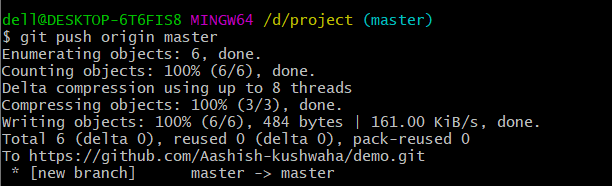 dell@DESKTOP-6T6FIS8 MINGW64 /d/project (master)
$ git push origin master
Enumerating objects: 6, done.
Counting objects: 100% (6/6), done.
Delta compression using up to 8 threads
Compressing objects: 100% (3/3), done.
Writing objects: 100% (6/6), 484 bytes | 161.00 KiB/s, done.
Total 6 (delta 0), reused 0 (delta 0), pack-reused 0
To https://github.com/Aashish-kushwaha/demo.git
 * [new branch]      master -> master